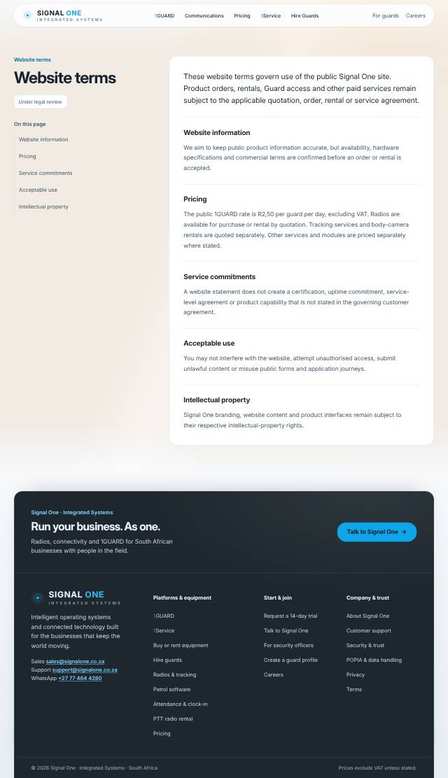 SIGNAL ONE
INTEGRATED SYSTEMS
1GUARD Communications Pricing 1Service Hire Guards For guards Careers
Website terms
Website terms
Under legal review
On this page
Website information
Pricing
Service commitments
Acceptable use
Intellectual property
These website terms govern use of the public Signal One site.
Product orders, rentals, Guard access and other paid services remain
subject to the applicable quotation, order, rental or service agreement.
Website information
We aim to keep public product information accurate, but availability, hardware
specifications and commercial terms are confirmed before an order or rental is
accepted.
Pricing
The public 1GUARD rate is R2,50 per guard per day, excluding VAT. Radios are
available for purchase or rental by quotation. Tracking services and body-camera
rentals are quoted separately. Other services and modules are priced separately
where stated.
Service commitments
A website statement does not create a certification, uptime commitment, service-
level agreement or product capability that is not stated in the governing customer
agreement.
Acceptable use
You may not interfere with the website, attempt unauthorised access, submit
unlawful content or misuse public forms and application journeys.
Intellectual property
Signal One branding, website content and product interfaces remain subject to
their respective intellectual-property rights.
Signal One · Integrated Systems
Run your business. As one.
Radios, connectivity and 1GUARD for South African
businesses with people in the field.
Talk to Signal One →
SIGNAL ONE
INTEGRATED SYSTEMS
Intelligent operating systems
and connected technology built
for the businesses that keep the
world moving.
Sales sales@signalone.co.za
Support support@signalone.co.za
WhatsApp +27 77 464 4280
Platforms & equipment
1GUARD
1Service
Buy or rent equipment
Hire guards
Radios & tracking
Patrol software
Attendance & clock-in
PTT radio rental
Pricing
Start & join
Request a 14-day trial
Talk to Signal One
For security officers
Create a guard profile
Careers
Company & trust
About Signal One
Customer support
Security & trust
POPIA & data handling
Privacy
Terms
© 2026 Signal One · Integrated Systems · South Africa
Prices exclude VAT unless stated.